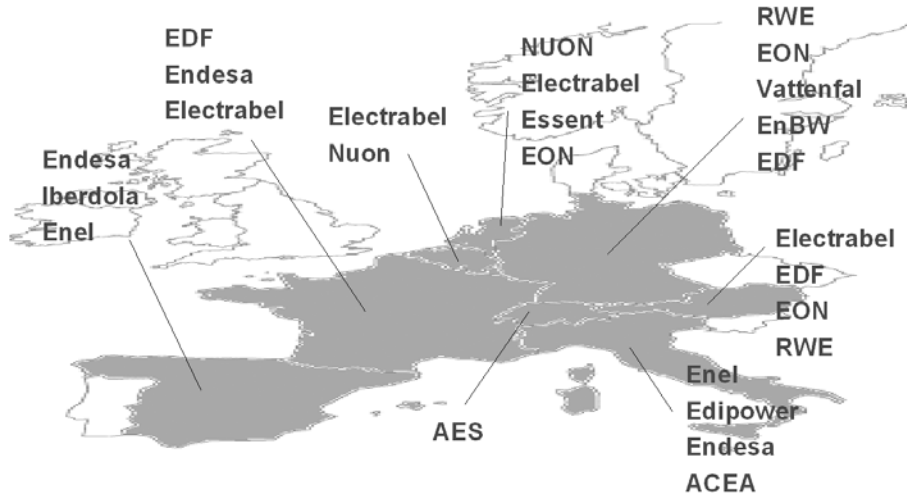 EDF
Endesa
Electrabel
Endesa
Iberdola
Enel
Electrabel
Nuon
NUON
Electrabel
Essent
EON
RWE
EON
Vattenfal
EnBW
EDF
Electrabel
EDF
EON
RWE
Enel
Edipower
Endesa
ACEA
AES